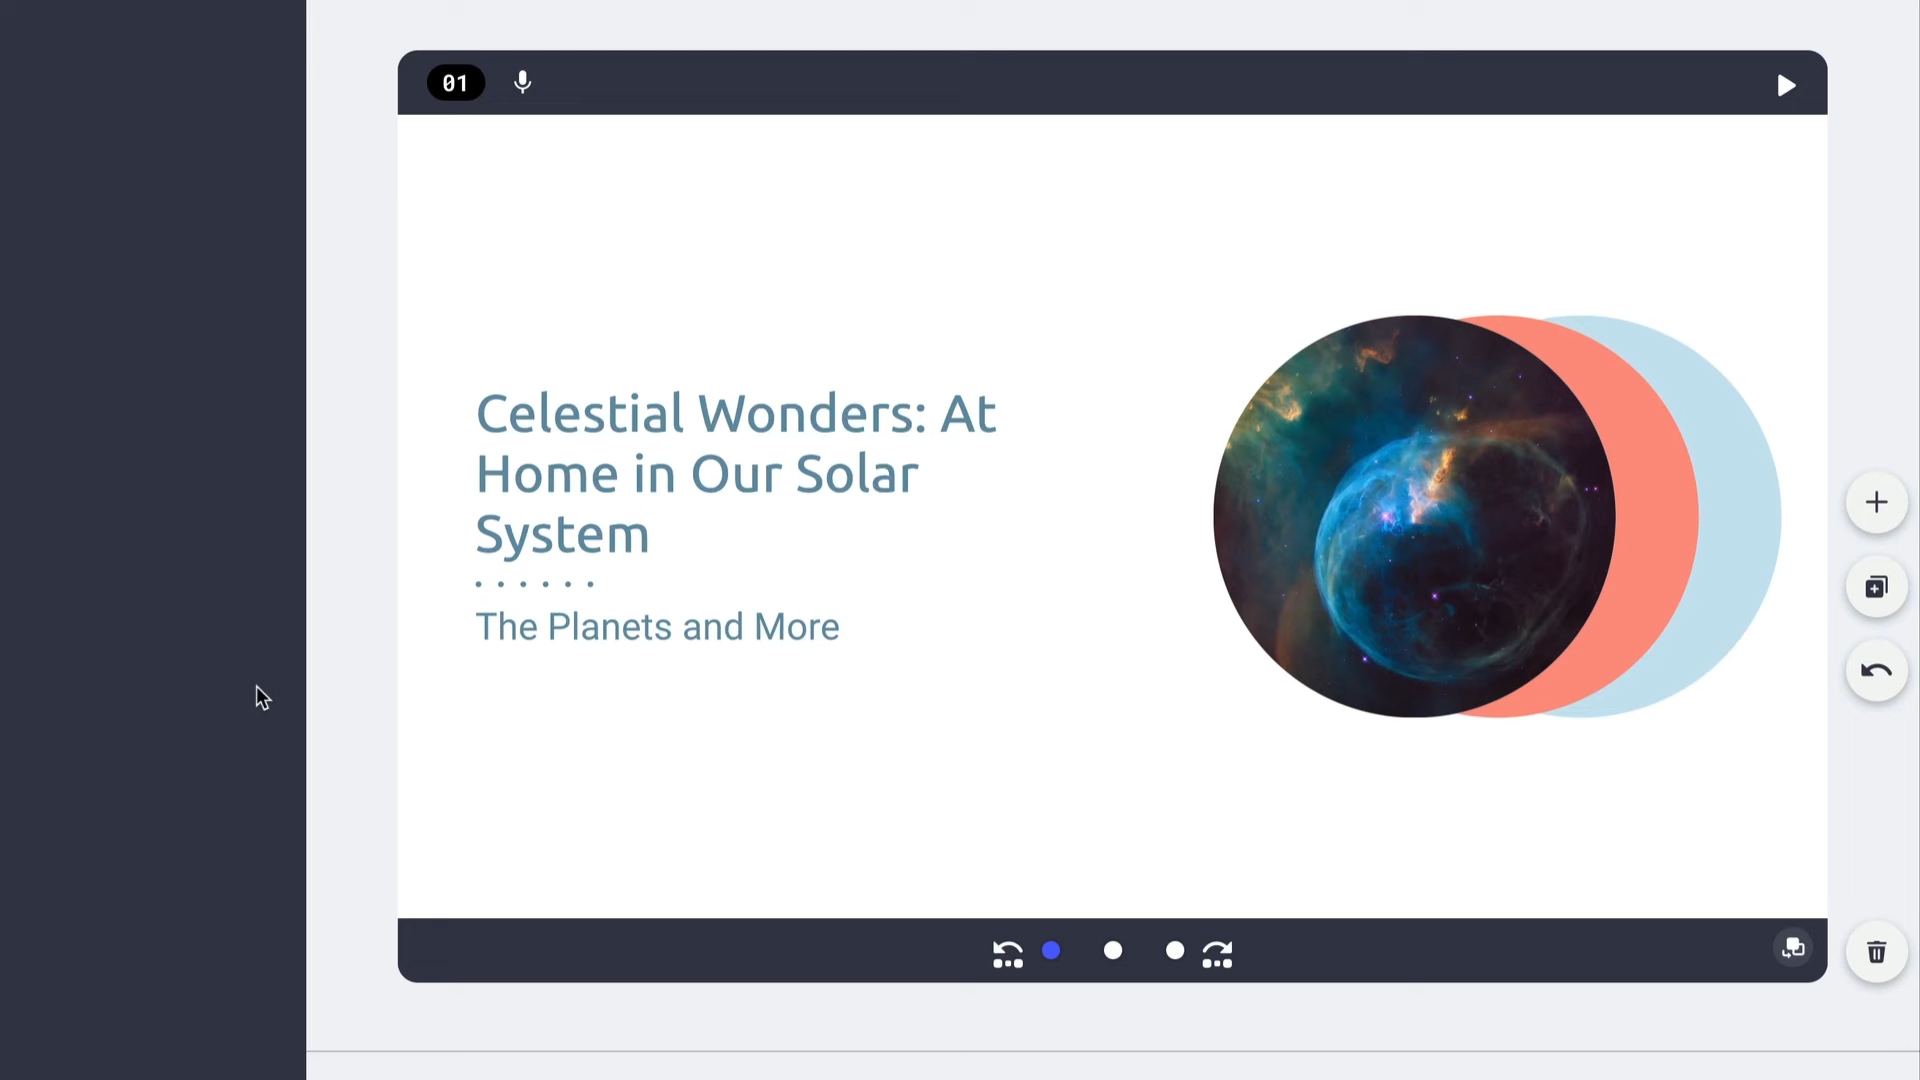 01
Celestial Wonders: At
Home in Our Solar
System
The Planets and More